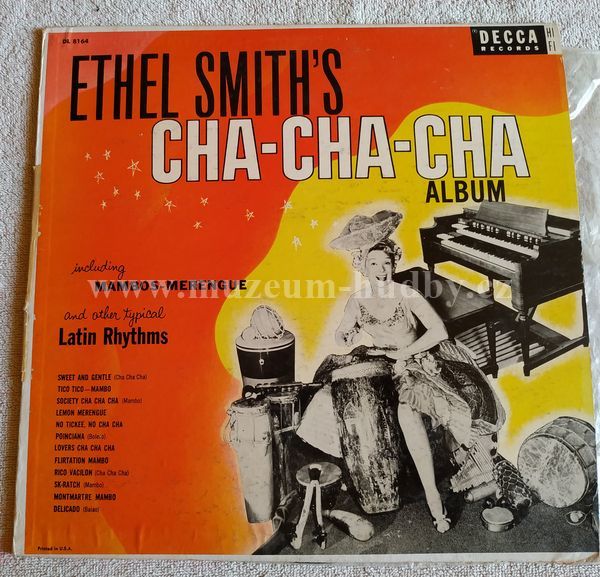 DL 8164
DECCA
RECORDS
HI
FI
ETHEL SMITH'S
CHA-CHA-CHA
ALBUM
including
MAMBOS-MERENGUE
and other typical
Latin Rhythms
www.muzeum-hudby.cz
SWEET AND GENTLE (Cha Cha Cha)
TICO TICO—MAMBO
SOCIETY CHA CHA CHA (Mambo)
LEMON MERENGUE
NO TICKEE, NO CHA CHA
POINCIANA (Bolero)
LOVERS CHA CHA CHA
FLIRTATION MAMBO
RICO VACILON (Cha Cha Cha)
SK-RATCH (Mambo)
MONTMARTRE MAMBO
DELICADO (Baiao)
Printed in U.S.A.